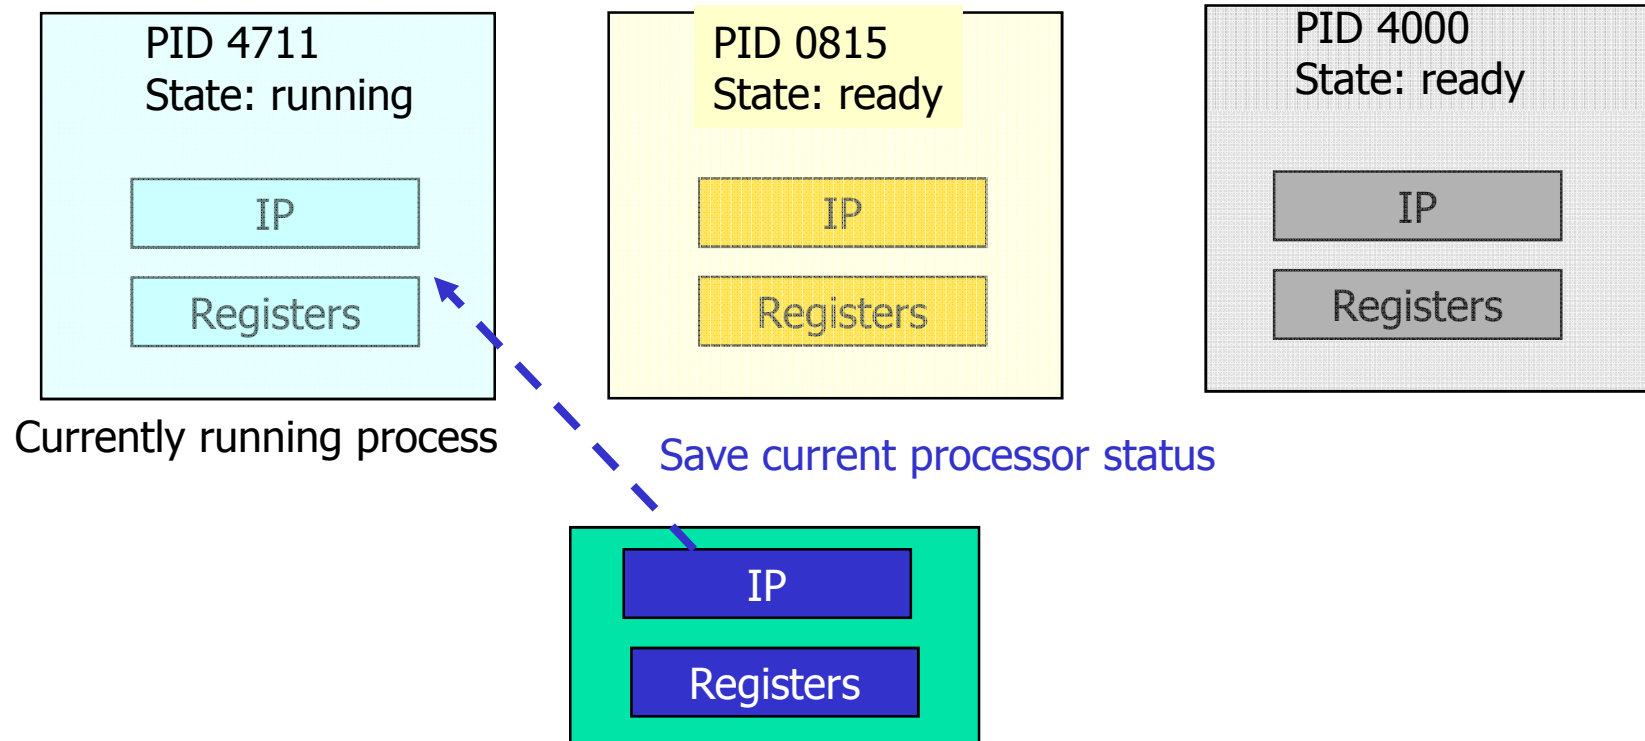 PID 4711
State: running
IP
Registers
Currently running process
PID 0815
State: ready
IP
Registers
PID 4000
State: ready
IP
Registers
Save current processor status
IP
Registers